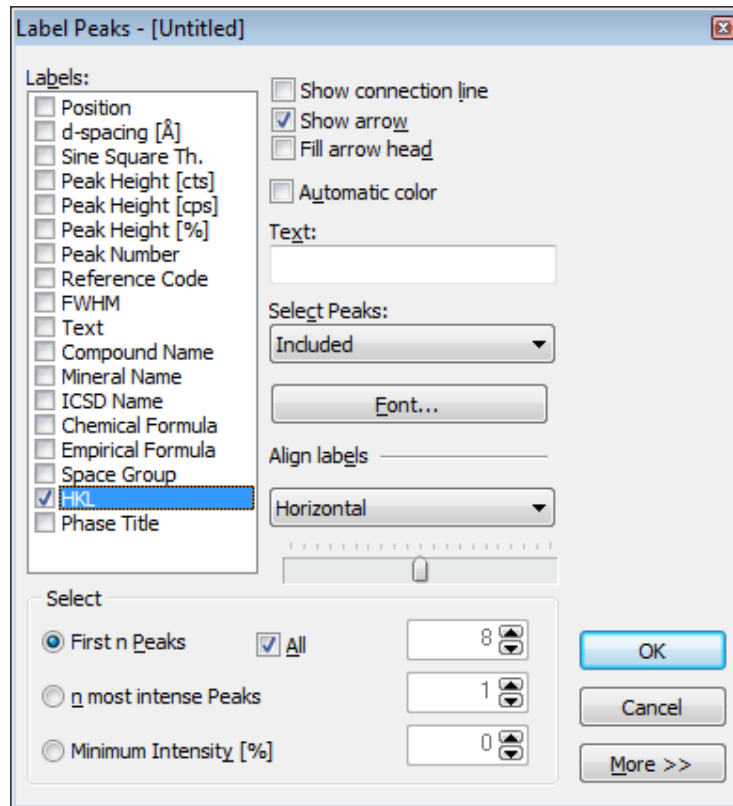 Label Peaks - [Untitled]
Labels:
Position
d-spacing [Å]
Sine Square Th.
Peak Height [cts]
Peak Height [cps]
Peak Height [%]
Peak Number
Reference Code
FWHM
Text
Compound Name
Mineral Name
ICSD Name
Chemical Formula
Empirical Formula
Space Group
HKL
Phase Title
Show connection line
Show arrow
Fill arrow head
Automatic color
Text:
Select Peaks:
Included
Font...
Align labels
Horizontal
Select
First n Peaks All 8
n most intense Peaks 1
Minimum Intensity [%] 0
OK
Cancel
More >>